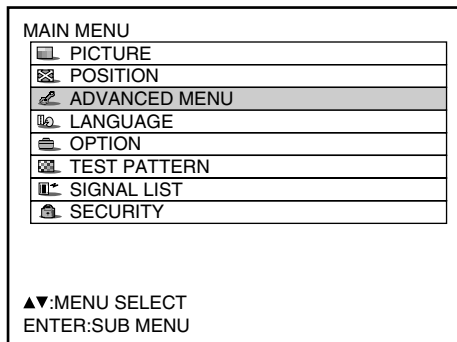 MAIN MENU
PICTURE
POSITION
ADVANCED MENU
LANGUAGE
OPTION
TEST PATTERN
SIGNAL LIST
SECURITY
▲▼:MENU SELECT
ENTER:SUB MENU